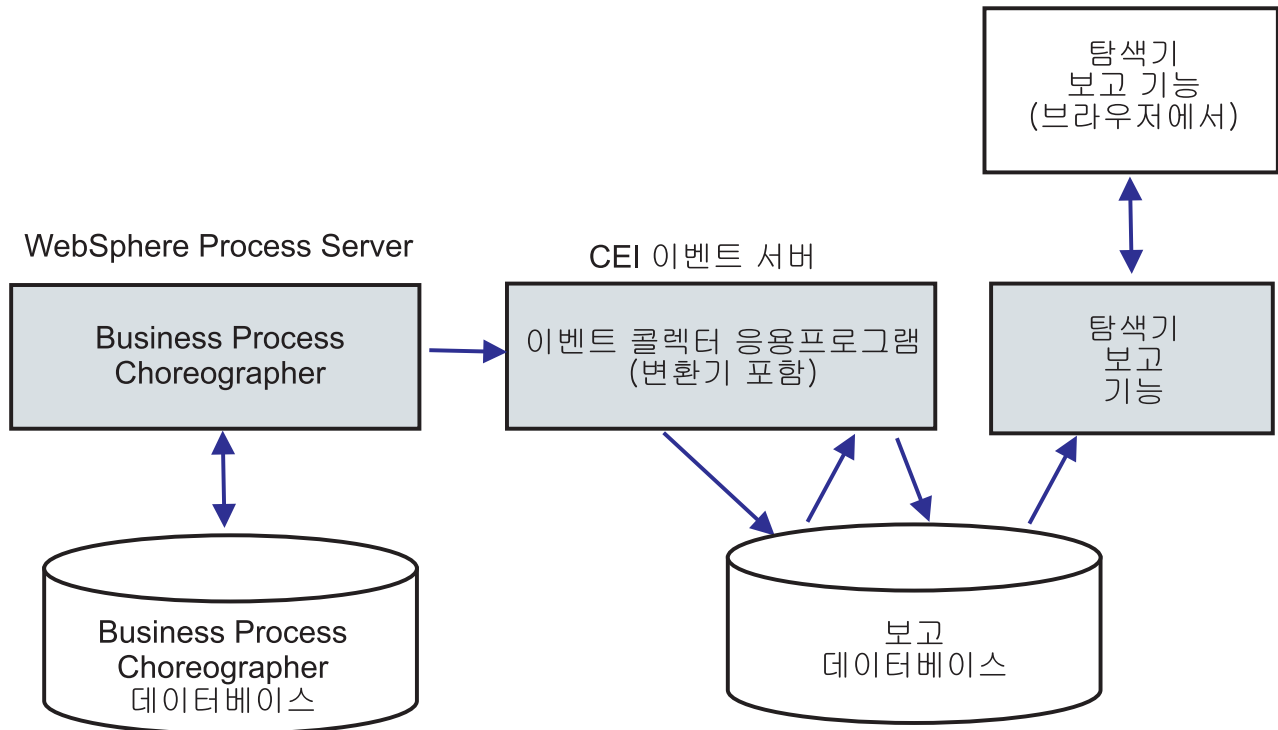 탐색기
보고 기능
(브라우저에서)
WebSphere Process Server
CEI 이벤트 서버
Business Process
Choreographer
이벤트 콜렉터 응용프로그램
(변환기 포함)
탐색기
보고
기능
Business Process
Choreographer
데이터베이스
보고
데이터베이스